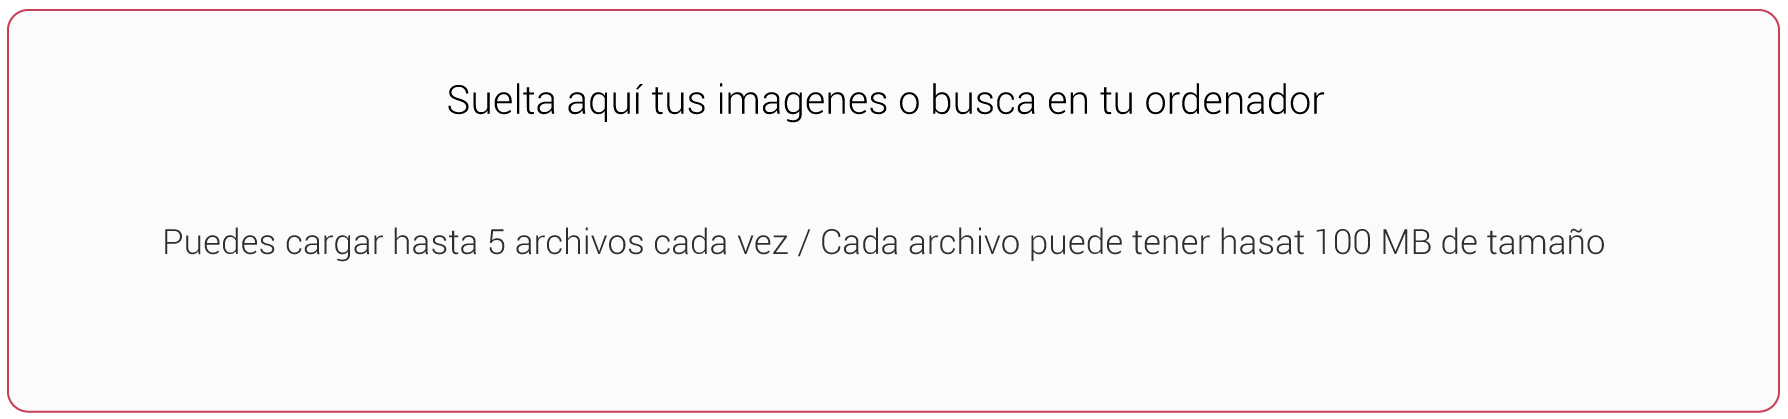 Suelta aquí tus imagenes o busca en tu ordenador
Puedes cargar hasta 5 archivos cada vez / Cada archivo puede tener hasat 100 MB de tamaño